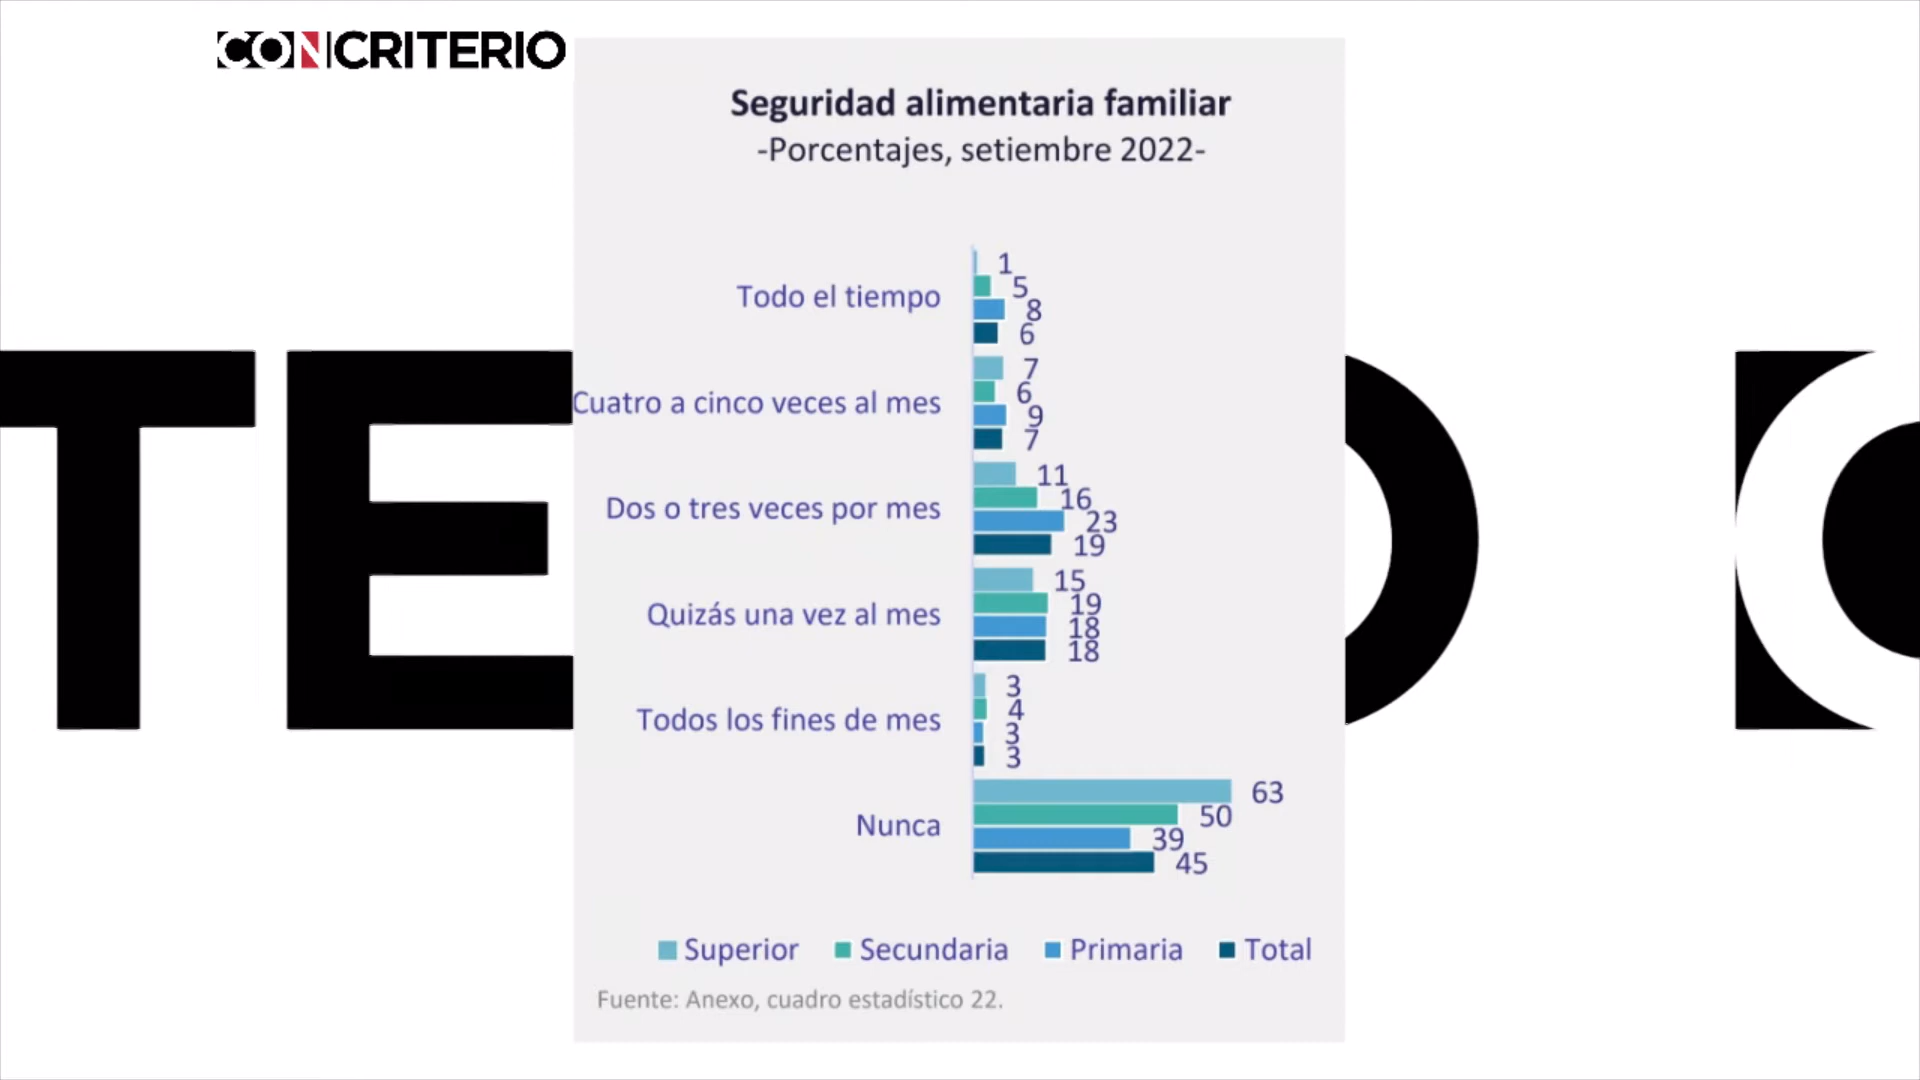 CONCRITERIO
Seguridad alimentaria familiar
-Porcentajes, setiembre 2022-
Todo el tiempo
1
5
8
6
Cuatro a cinco veces al mes
7
6
9
7
Dos o tres veces por mes
11
16
23
19
Quizás una vez al mes
15
19
18
18
Todos los fines de mes
3
4
3
3
Nunca
63
50
39
45
Superior Secundaria Primaria Total
Fuente: Anexo, cuadro estadístico 22.
TE O C